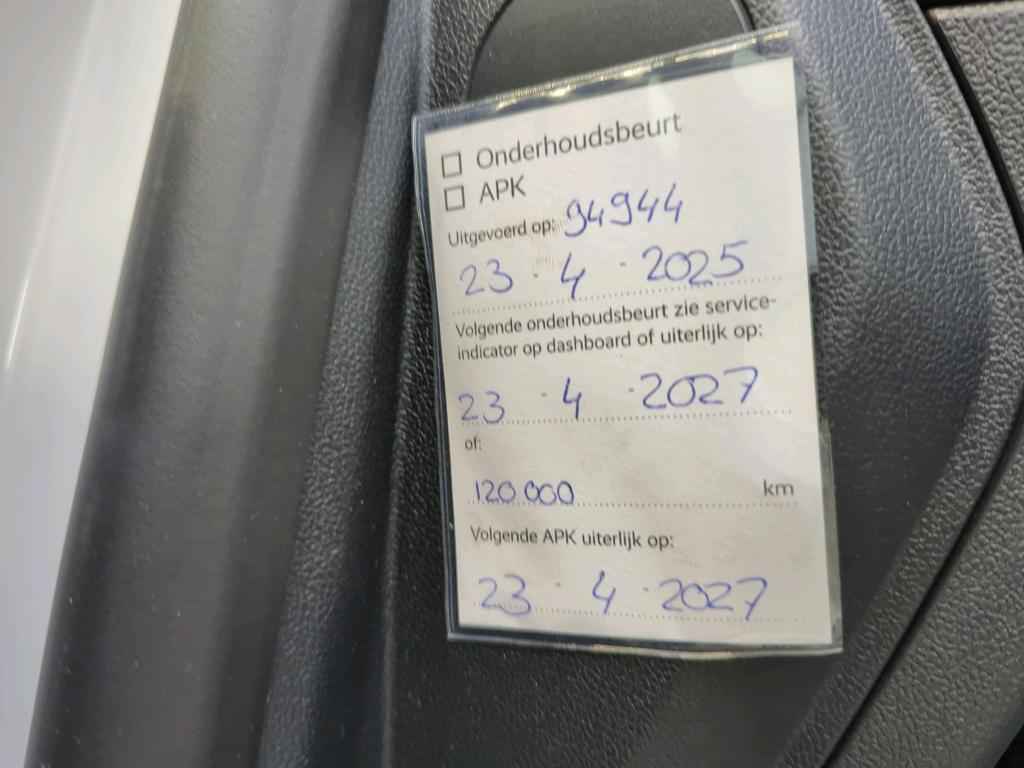 Onderhoudsbeurt
APK
Uitgevoerd op: 94944
23 · 4 · 2025
Volgende onderhoudsbeurt zie service-
indicator op dashboard of uiterlijk op:
23 · 4 · 2027
of:
120.000 km
Volgende APK uiterlijk op:
23 · 4 · 2027